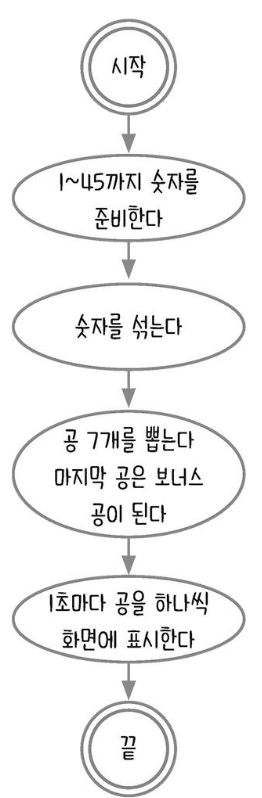 시작
1~45까지 숫자를
준비한다
숫자를 섞는다
공 7개를 뽑는다
마지막 공은 보너스
공이 된다
1초마다 공을 하나씩
화면에 표시한다
끝